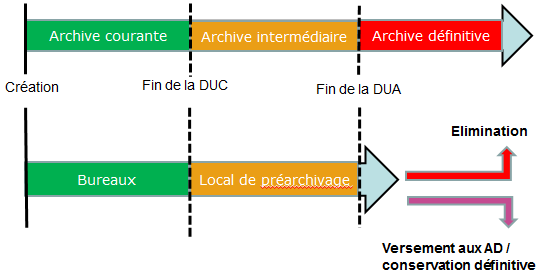 Archive courante
Archive intermédiaire
Archive définitive
Création
Fin de la DUC
Fin de la DUA
Elimination
Bureaux
Local de préarchivage
Versement aux AD /
conservation définitive